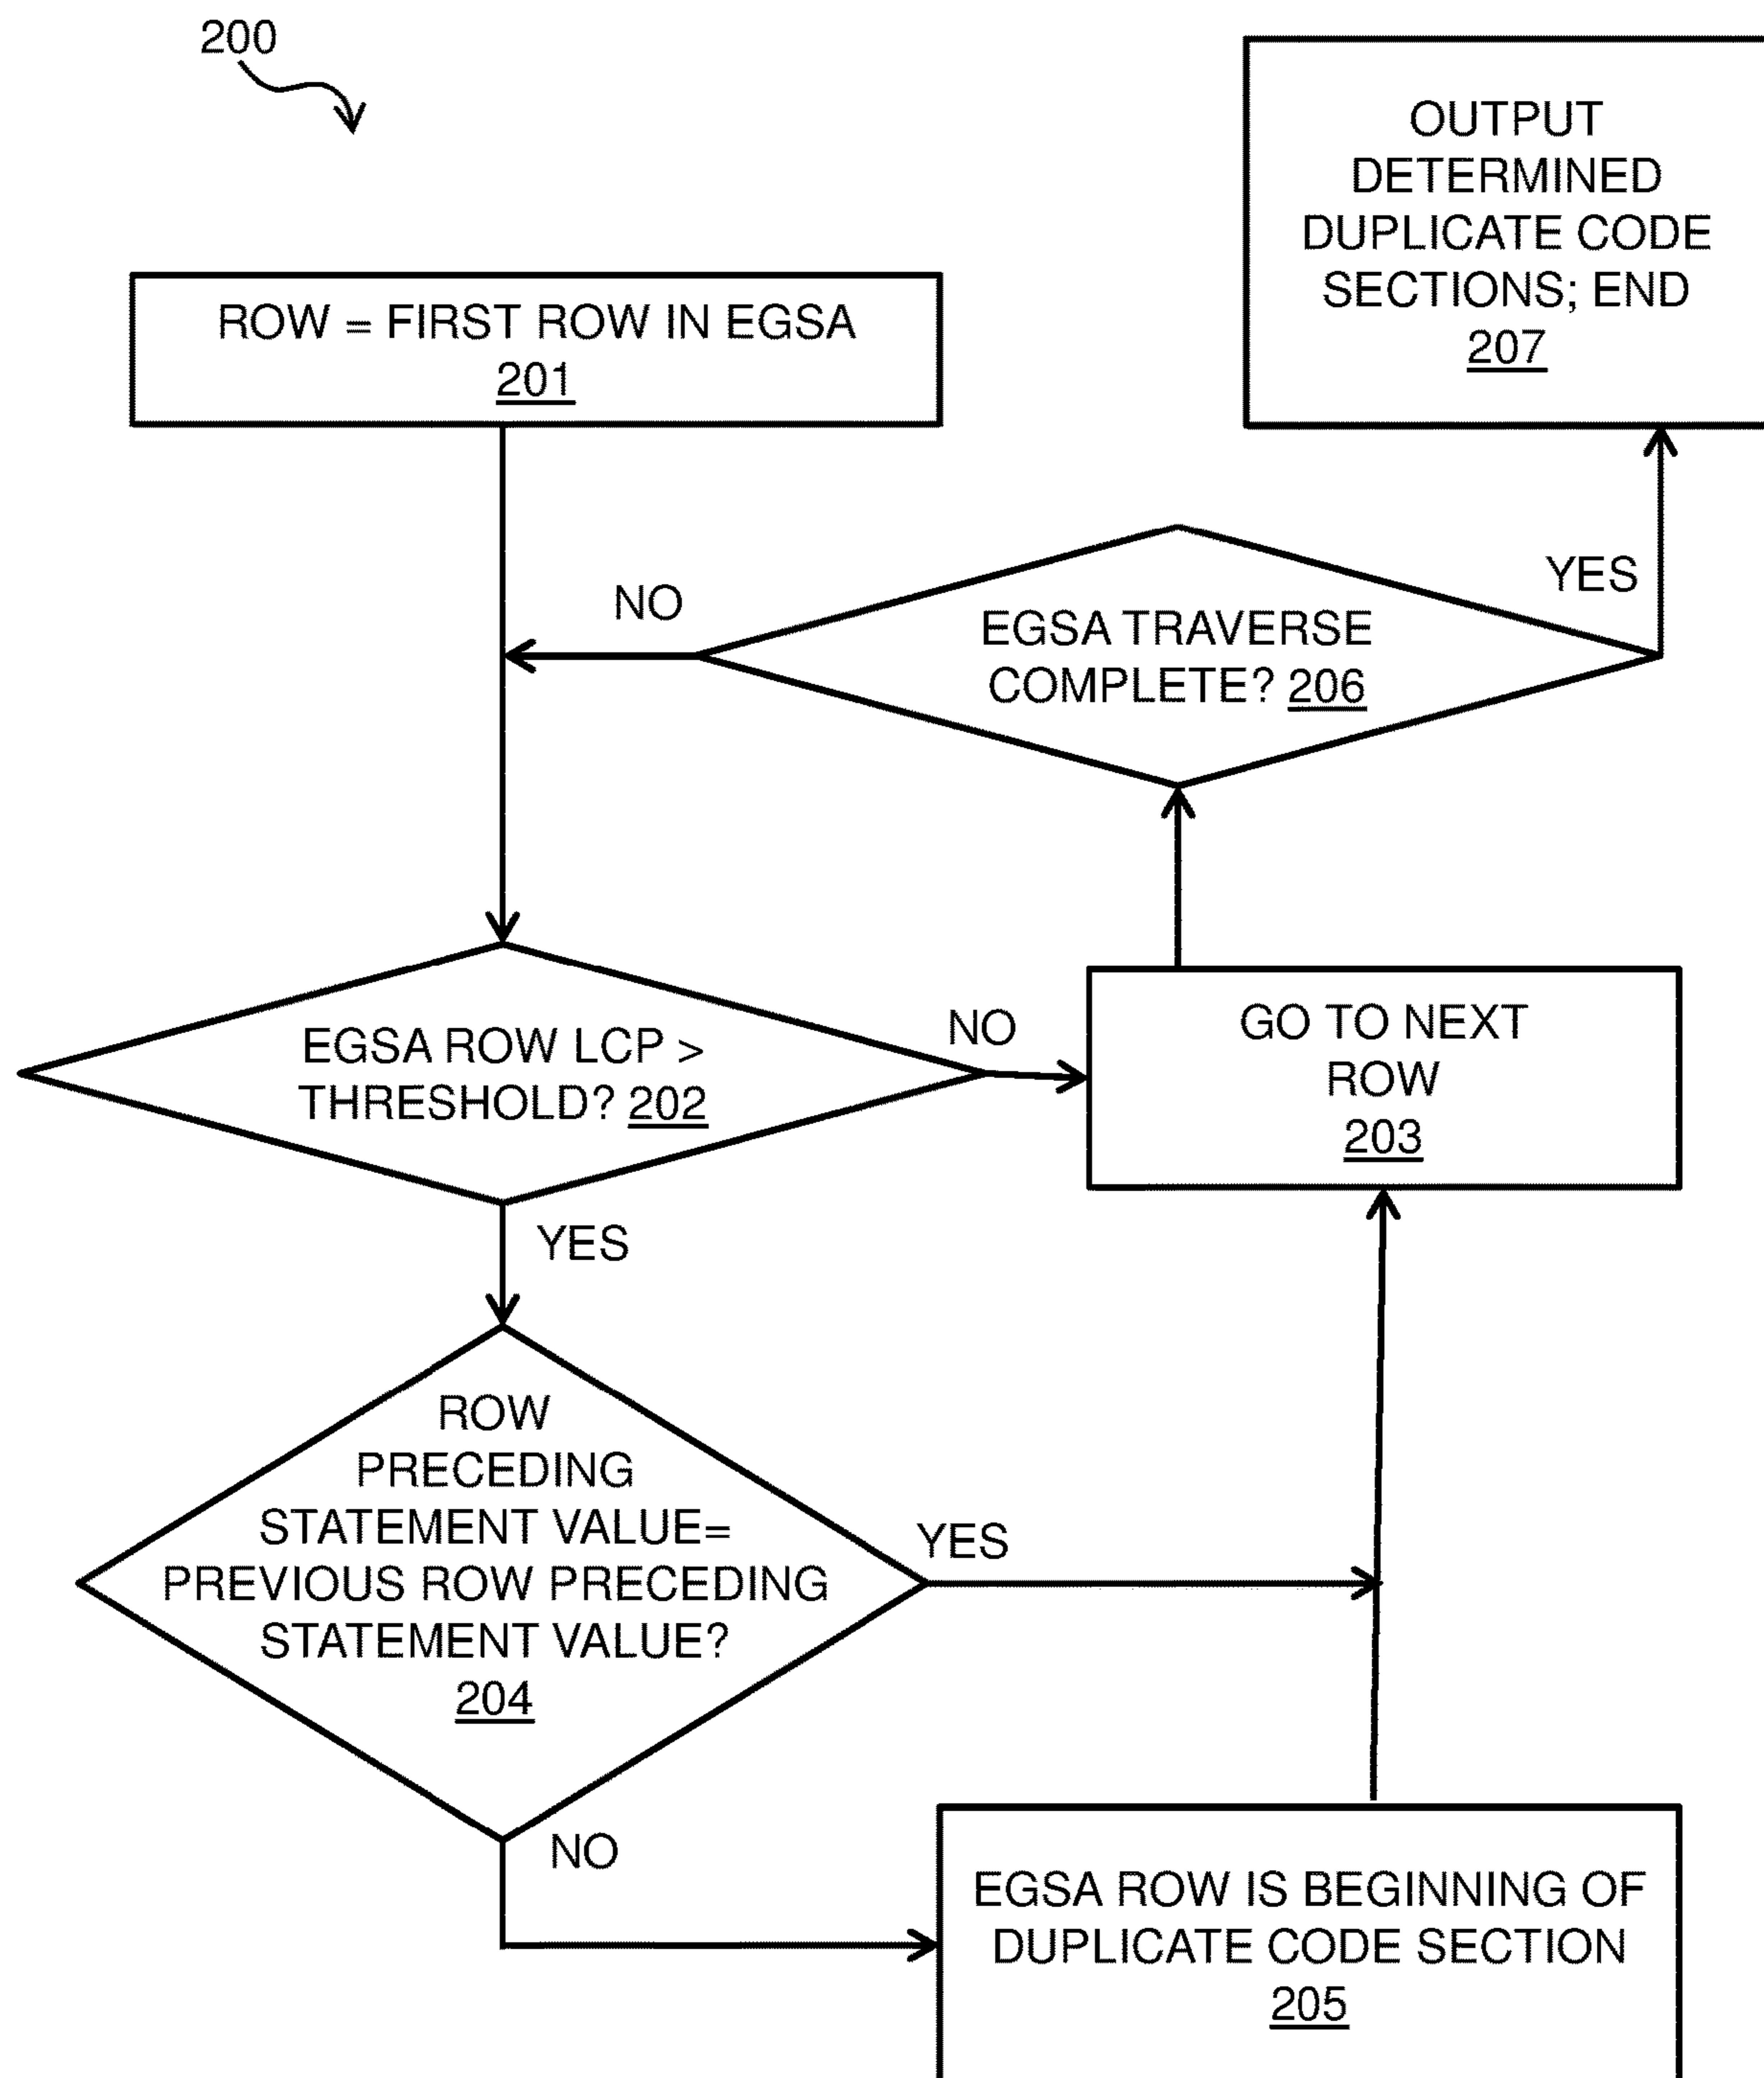 200
ROW = FIRST ROW IN EGSA
201
OUTPUT
DETERMINED
DUPLICATE CODE
SECTIONS; END
207
NO
EGSA TRAVERSE
COMPLETE? 206
YES
EGSA ROW LCP >
THRESHOLD? 202
NO
GO TO NEXT
ROW
203
YES
ROW
PRECEDING
STATEMENT VALUE=
PREVIOUS ROW PRECEDING
STATEMENT VALUE?
204
YES
NO
EGSA ROW IS BEGINNING OF
DUPLICATE CODE SECTION
205